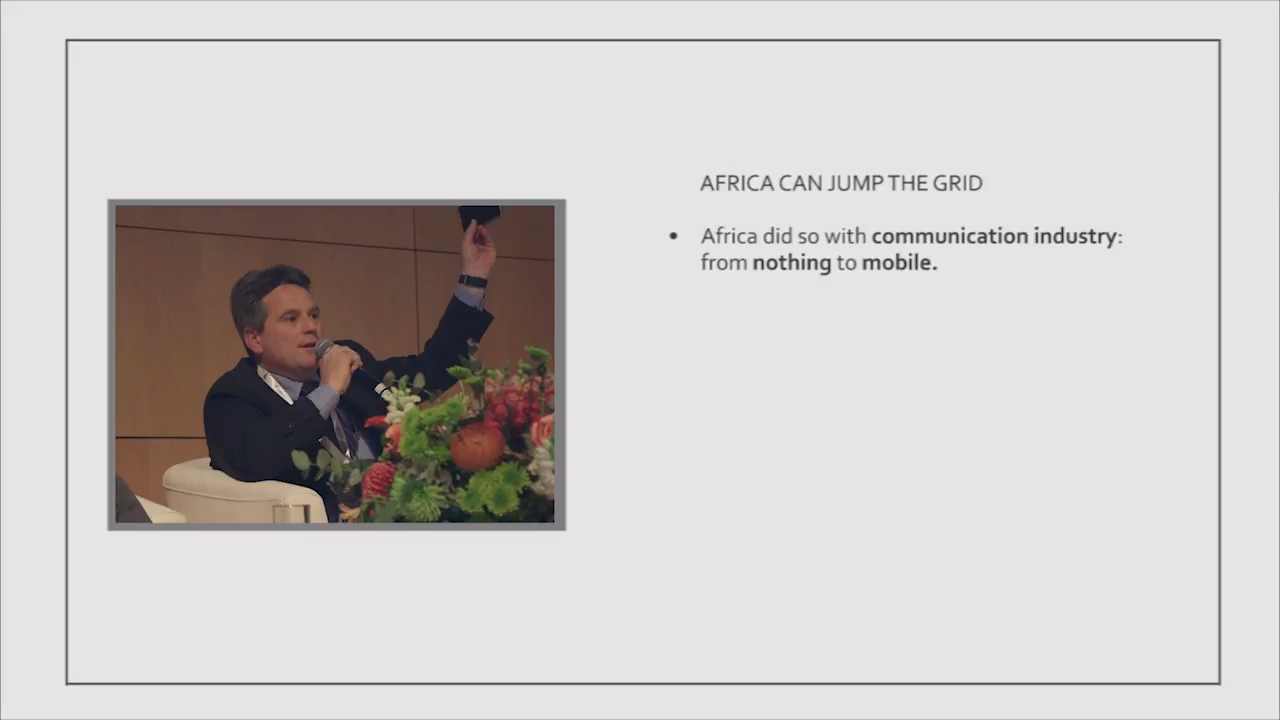 AFRICA CAN JUMP THE GRID
• Africa did so with communication industry:
from nothing to mobile.